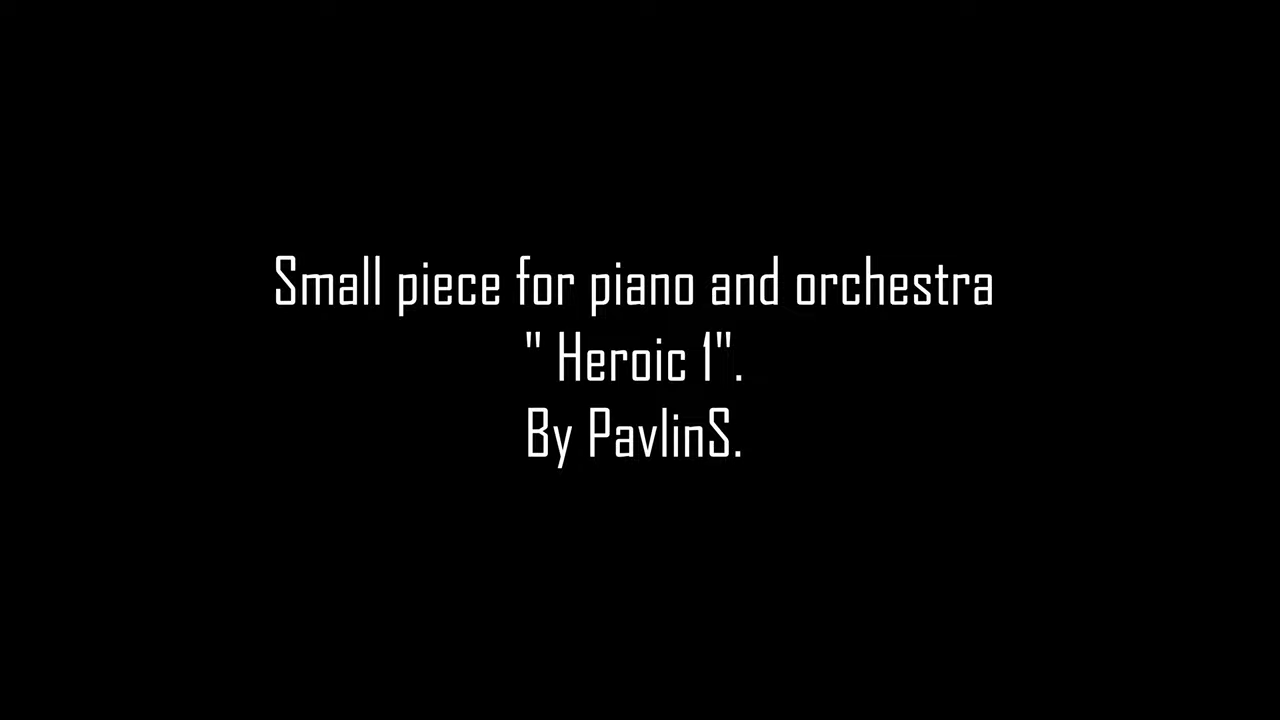 Small piece for piano and orchestra
" Heroic 1".
By PavlinS.